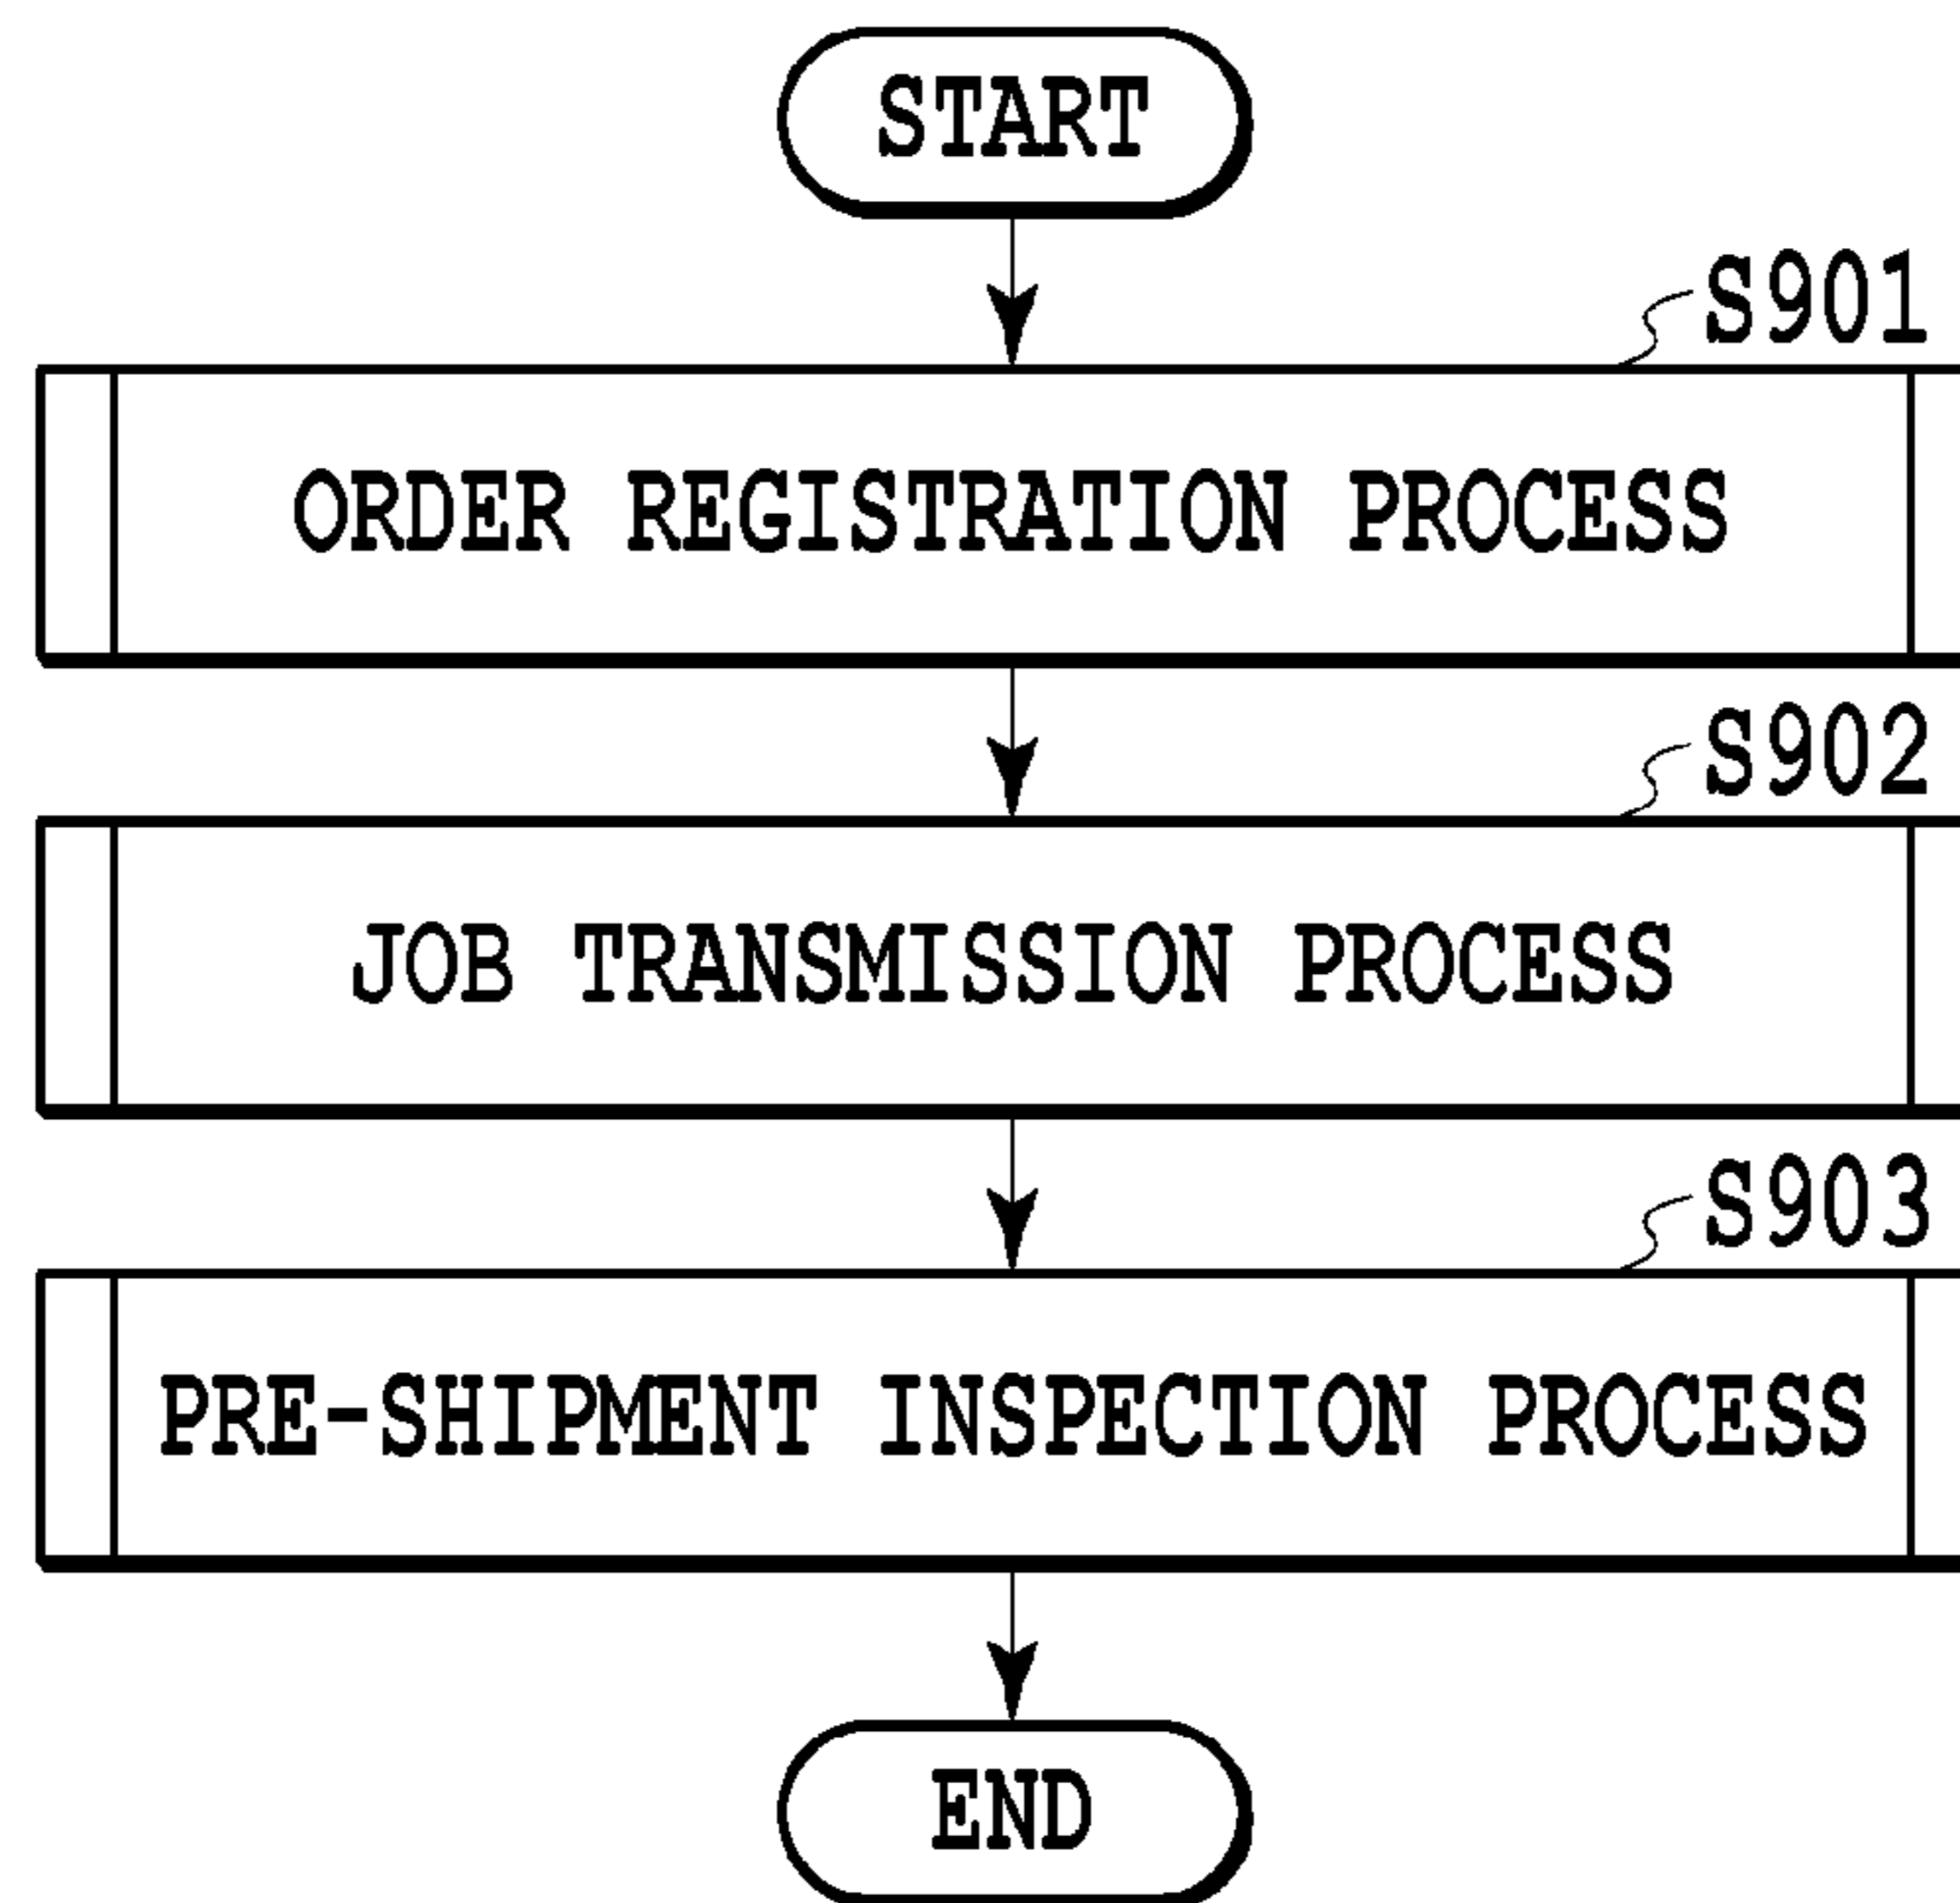 START
S901
ORDER REGISTRATION PROCESS
S902
JOB TRANSMISSION PROCESS
S903
PRE-SHIPMENT INSPECTION PROCESS
END